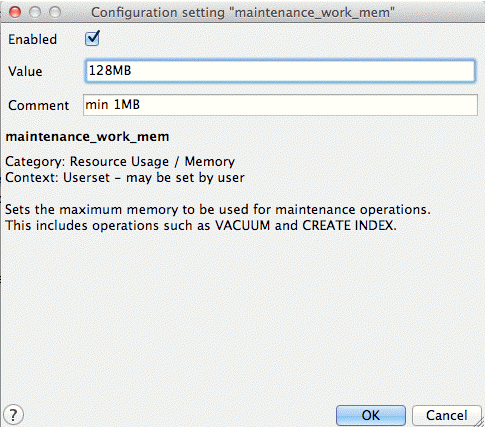 Configuration setting "maintenance_work_mem"
Enabled
Value 128MB
Comment min 1MB
maintenance_work_mem
Category: Resource Usage / Memory
Context: Userset – may be set by user
Sets the maximum memory to be used for maintenance operations.
This includes operations such as VACUUM and CREATE INDEX.
? OK Cancel